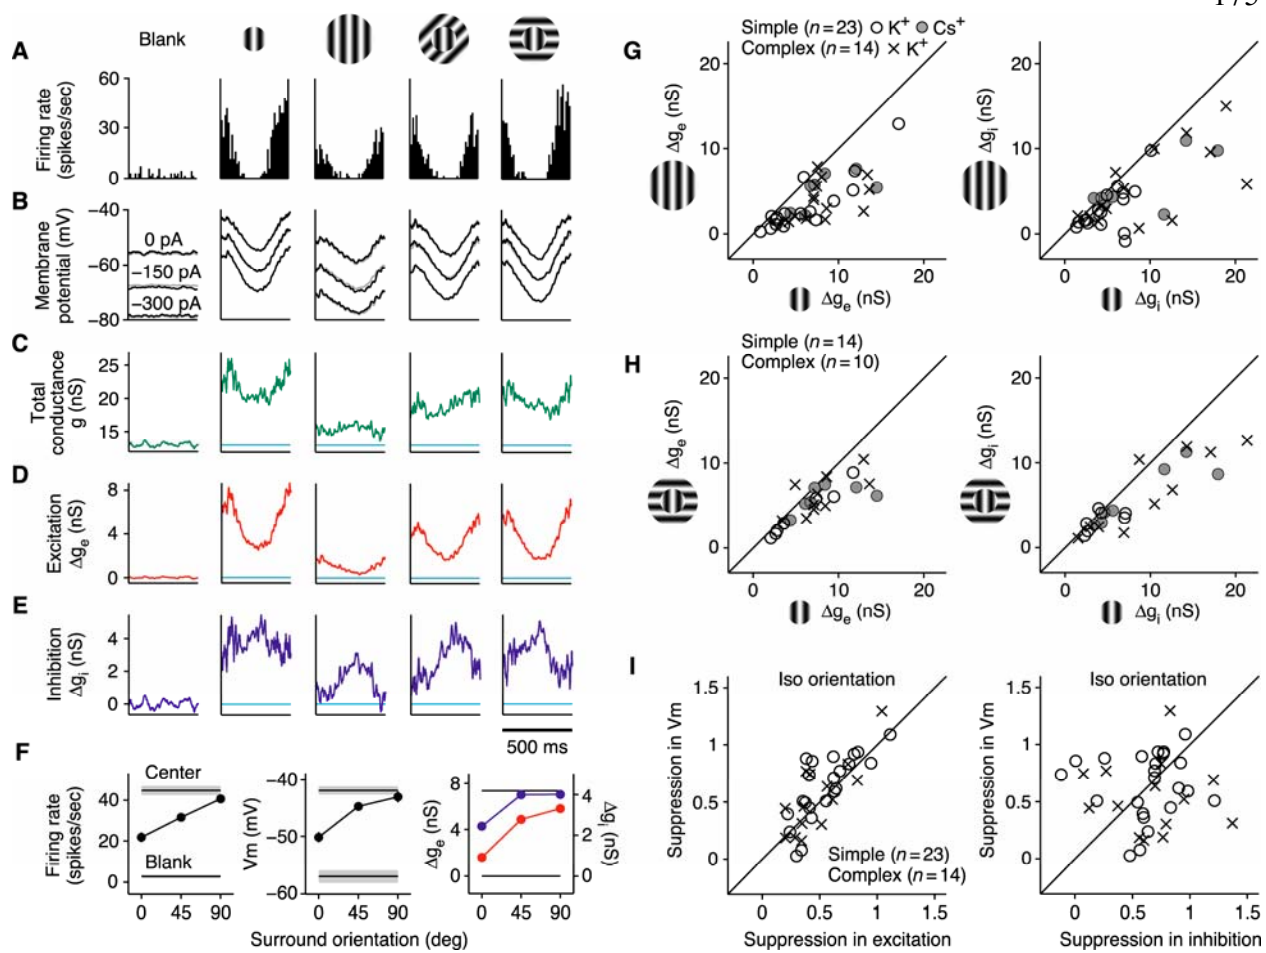 A
Blank
Firing rate
(spikes/sec)
60
30
0
B
Membrane
potential (mV)
−40
−60
−80
0 pA
−150 pA
−300 pA
C
Total
conductance
g (nS)
25
20
15
D
Excitation
Δge (nS)
8
4
0
E
Inhibition
Δgi (nS)
4
2
0
500 ms
F
Firing rate
(spikes/sec)
40
20
0
Center
Blank
0 45 90
Vm (mV)
−40
−50
−60
0 45 90
Δge (nS)
8
4
0
Δgi (nS)
4
2
0
0 45 90
Surround orientation (deg)
G
Simple (n=23) K+ Cs+
Complex (n=14) K+
Δge (nS)
20
10
0
0 10 20
Δge (nS)
Δgi (nS)
20
10
0
0 10 20
Δgi (nS)
H
Simple (n=14)
Complex (n=10)
Δge (nS)
20
10
0
0 10 20
Δge (nS)
Δgi (nS)
20
10
0
0 10 20
Δgi (nS)
I
Iso orientation
Suppression in Vm
1.5
1
0.5
0
Simple (n=23)
Complex (n=14)
0 0.5 1 1.5
Suppression in excitation
Iso orientation
Suppression in Vm
1.5
1
0.5
0
0 0.5 1 1.5
Suppression in inhibition